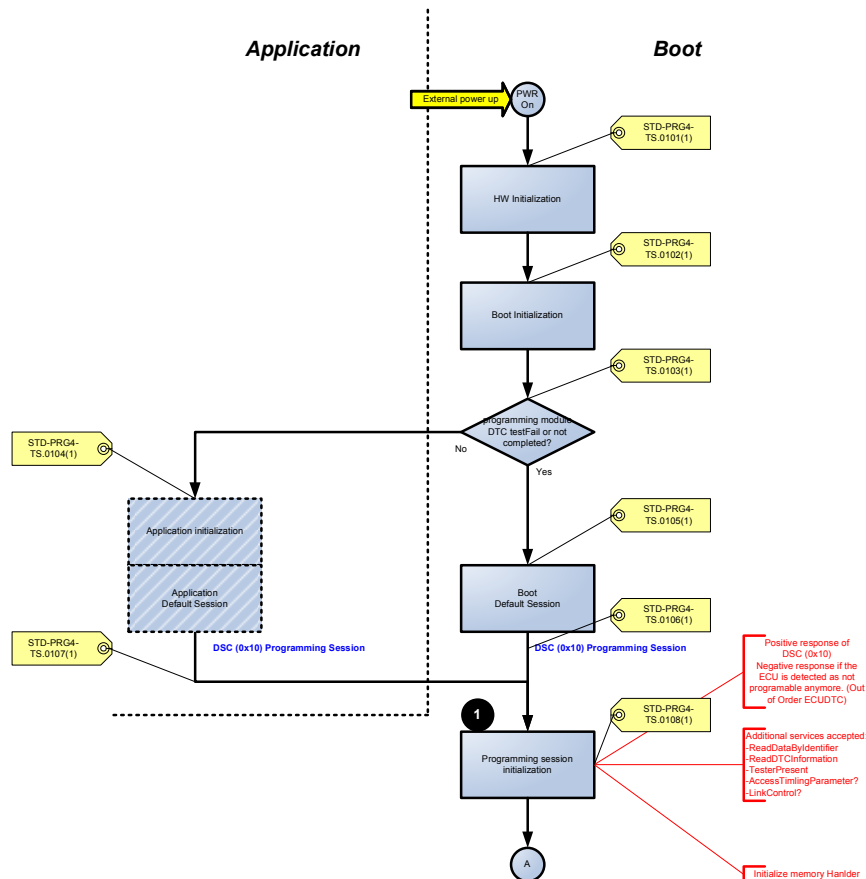 Application
Boot
External power up
PWR
On
STD-PRG4-
TS.0101(1)
HW Initialization
STD-PRG4-
TS.0102(1)
Boot Initialization
STD-PRG4-
TS.0103(1)
programming module
DTC testFail or not
completed?
No
Yes
STD-PRG4-
TS.0104(1)
Application initialization
Application
Default Session
STD-PRG4-
TS.0105(1)
Boot
Default Session
STD-PRG4-
TS.0106(1)
STD-PRG4-
TS.0107(1)
DSC (0x10) Programming Session
DSC (0x10) Programming Session
Positive response of
DSC (0x10)
Negative response if the
ECU is detected as not
programable anymore. (Out
of Order ECUDTC)
1
STD-PRG4-
TS.0108(1)
Programming session
initialization
Additional services accepted
-ReadDataByIdentifier
-ReadDTCInformation
-TesterPresent
-AccessTimlingParameter?
-LinkControl?
A
Initialize memory Hanlder